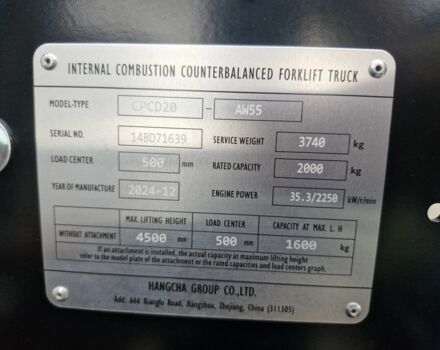 INTERNAL COMBUSTION COUNTERBALANCED FORKLIFT TRUCK
MODEL-TYPE CPCD20 - AW55
SERIAL NO. 14BD71639 SERVICE WEIGHT 3740 kg
LOAD CENTER 500 mm RATED CAPACITY 2000 kg
YEAR OF MANUFACTURE 2024-12 ENGINE POWER 35.3/2250 kW/r/min
MAX. LIFTING HEIGHT LOAD CENTER CAPACITY AT MAX. L. H
WITHOUT ATTACHMENT 4500 mm 500 mm 1600 kg
If an attachment is installed, the actual capacity at maximum lifting height
refer to model plate of the attachment or the rated capacities and load centers graph.
HANGCHA GROUP CO.,LTD.
Add: 666 Xiangfu Road, Hangzhou, Zhejiang, China (311305)